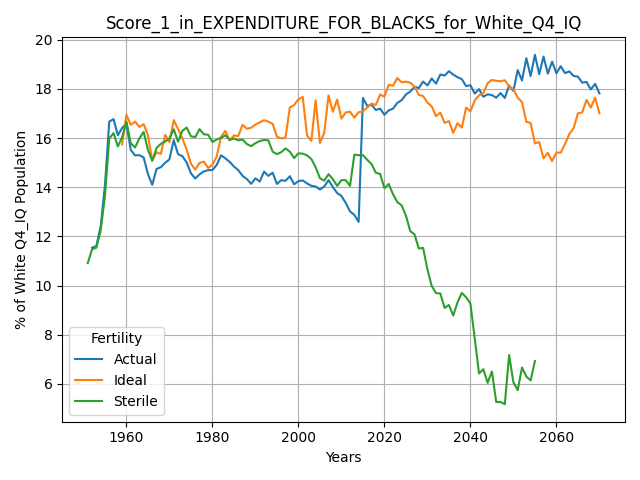 Score_1_in_EXPENDITURE_FOR_BLACKS_for_White_Q4_IQ
% of White Q4_IQ Population
20
18
16
14
12
10
8
6
Fertility
Actual
Ideal
Sterile
1960 1980 2000 2020 2040 2060
Years